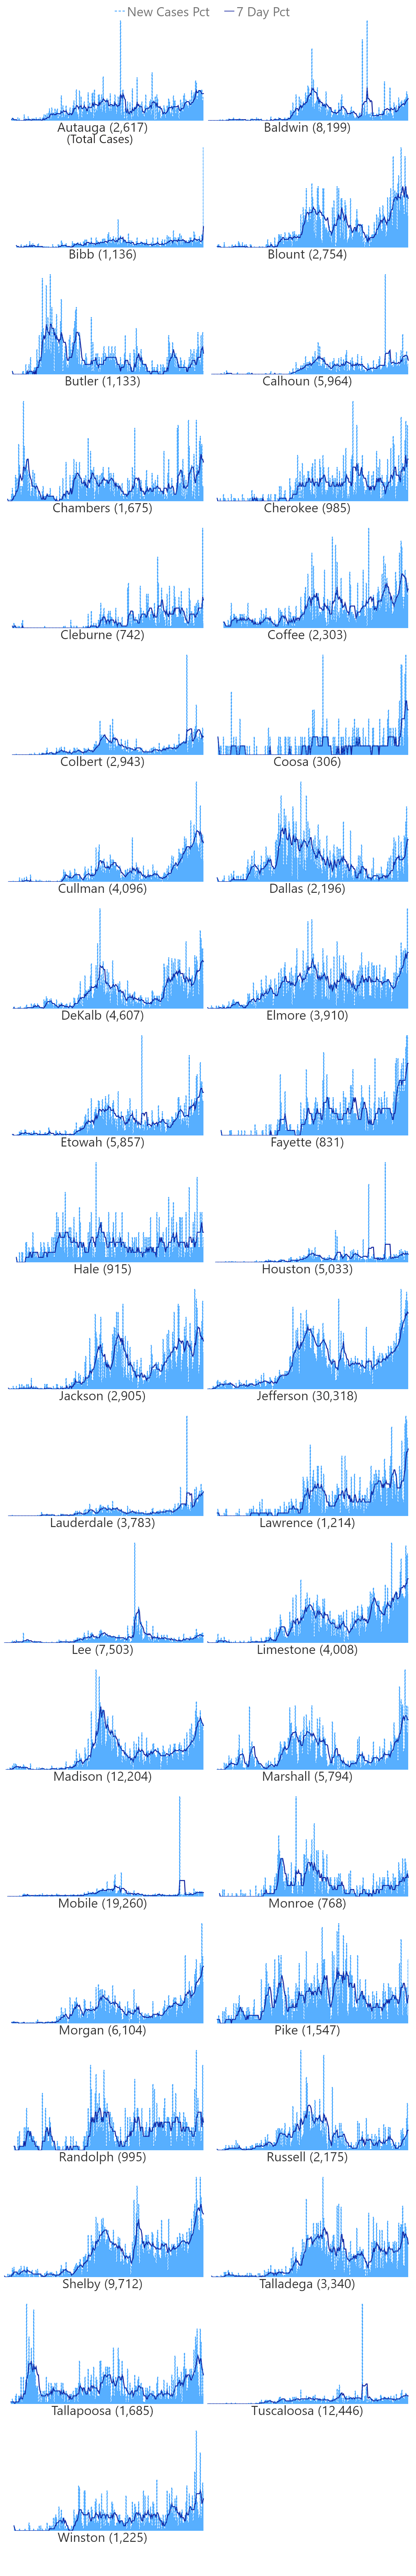 New Cases Pct 7 Day Pct
Autauga (2,617) Baldwin (8,199)
(Total Cases)
Bibb (1,136) Blount (2,754)
Butler (1,133) Calhoun (5,964)
Chambers (1,675) Cherokee (985)
Cleburne (742) Coffee (2,303)
Colbert (2,943) Coosa (306)
Cullman (4,096) Dallas (2,196)
DeKalb (4,607) Elmore (3,910)
Etowah (5,857) Fayette (831)
Hale (915) Houston (5,033)
Jackson (2,905) Jefferson (30,318)
Lauderdale (3,783) Lawrence (1,214)
Lee (7,503) Limestone (4,008)
Madison (12,204) Marshall (5,794)
Mobile (19,260) Monroe (768)
Morgan (6,104) Pike (1,547)
Randolph (995) Russell (2,175)
Shelby (9,712) Talladega (3,340)
Tallapoosa (1,685) Tuscaloosa (12,446)
Winston (1,225)